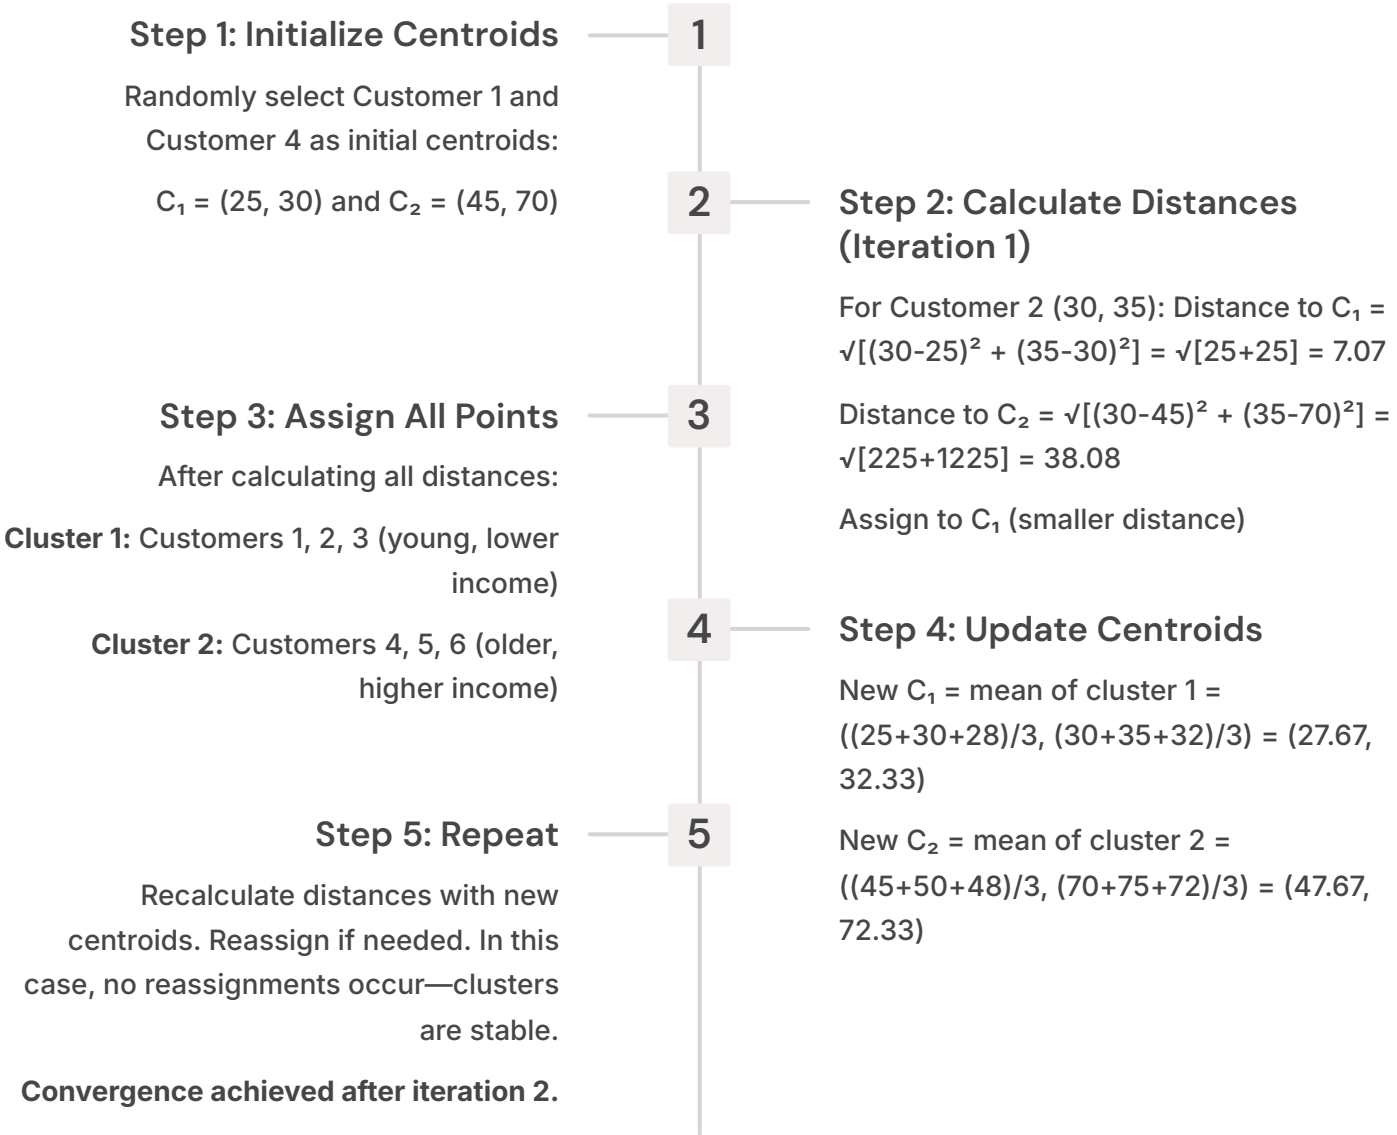 Step 1: Initialize Centroids
1
Randomly select Customer 1 and
Customer 4 as initial centroids:
C₁ = (25, 30) and C₂ = (45, 70)
2
Step 2: Calculate Distances
(Iteration 1)
For Customer 2 (30, 35): Distance to C₁ =
√[(30-25)² + (35-30)²] = √[25+25] = 7.07
Distance to C₂ = √[(30-45)² + (35-70)²] =
√[225+1225] = 38.08
Assign to C₁ (smaller distance)
Step 3: Assign All Points
3
After calculating all distances:
Cluster 1: Customers 1, 2, 3 (young, lower
income)
Cluster 2: Customers 4, 5, 6 (older,
higher income)
4
Step 4: Update Centroids
New C₁ = mean of cluster 1 =
((25+30+28)/3, (30+35+32)/3) = (27.67,
32.33)
New C₂ = mean of cluster 2 =
((45+50+48)/3, (70+75+72)/3) = (47.67,
72.33)
Step 5: Repeat
5
Recalculate distances with new
centroids. Reassign if needed. In this
case, no reassignments occur—clusters
are stable.
Convergence achieved after iteration 2.